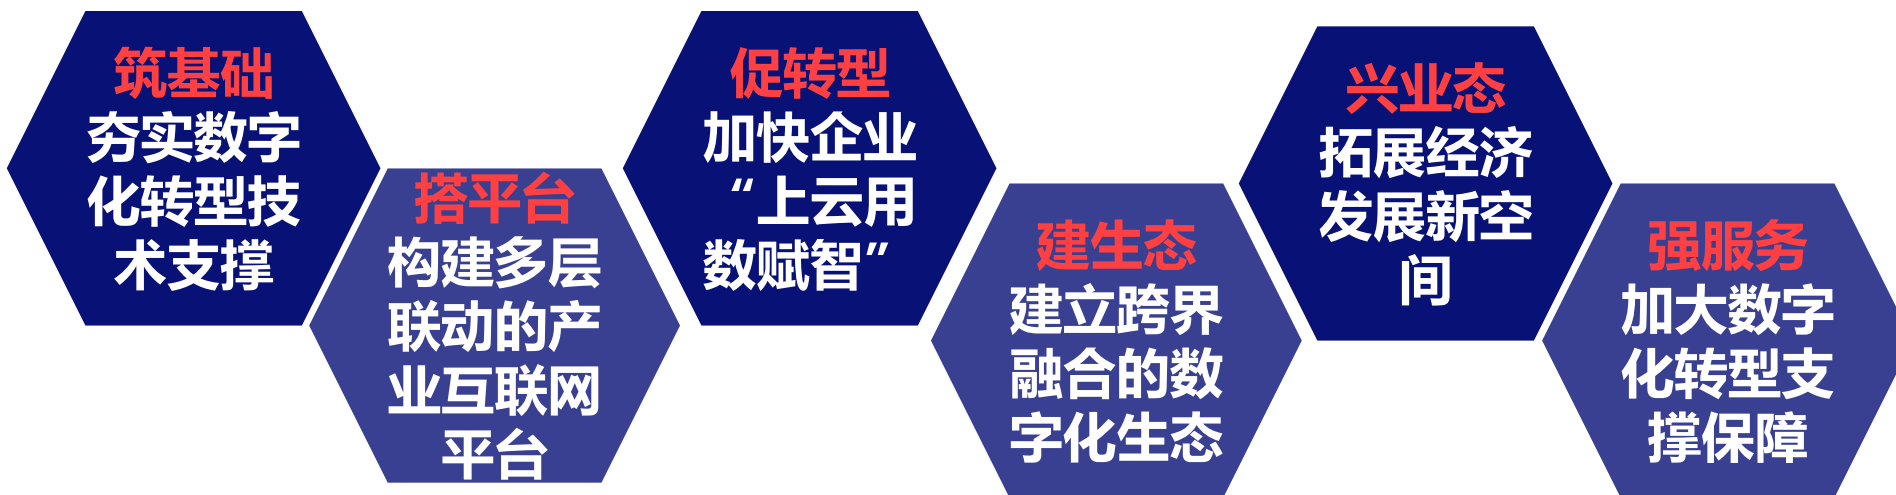 筑基础
夯实数字
化转型技
术支撑
搭平台
构建多层
联动的产
业互联网
平台
促转型
加快企业
“上云用
数赋智”
建生态
建立跨界
融合的数
字化生态
兴业态
拓展经济
发展新空
间
强服务
加大数字
化转型支
撑保障